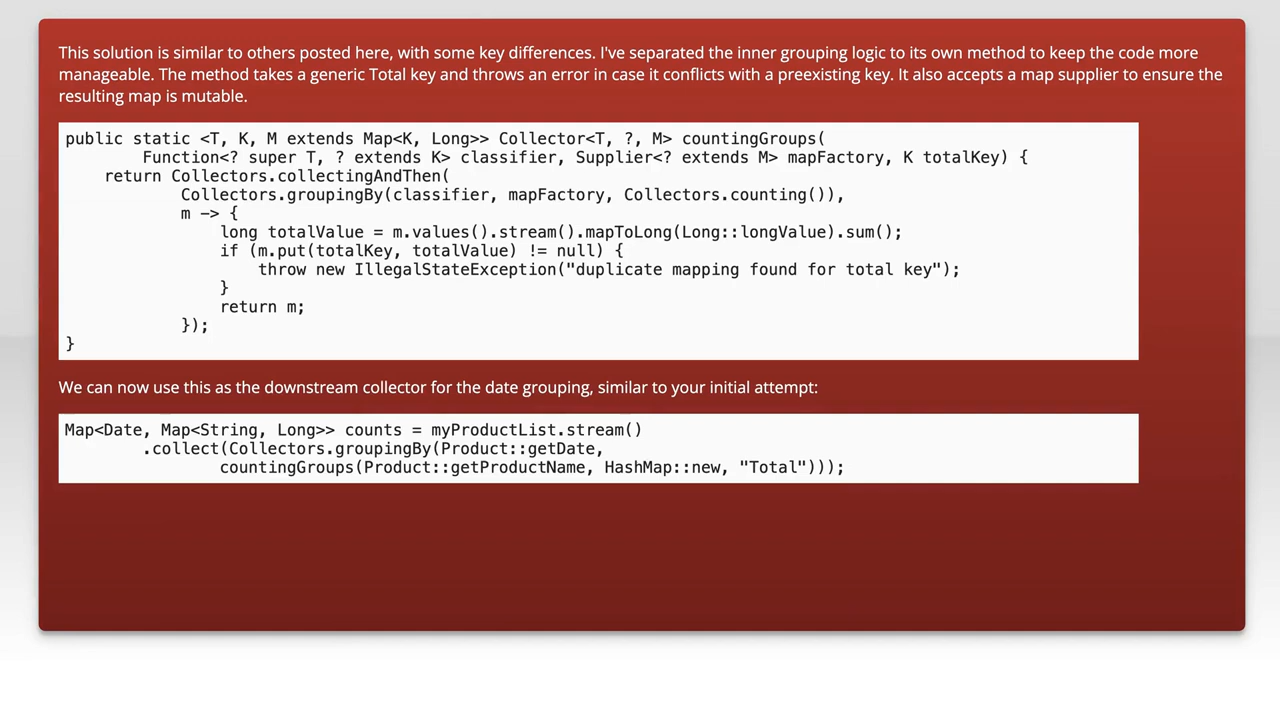 This solution is similar to others posted here, with some key differences. I've separated the inner grouping logic to its own method to keep the code more
manageable. The method takes a generic Total key and throws an error in case it conflicts with a preexisting key. It also accepts a map supplier to ensure the
resulting map is mutable.
public static <T, K, M extends Map<K, Long>> Collector<T, ?, M> countingGroups(
        Function<? super T, ? extends K> classifier, Supplier<? extends M> mapFactory, K totalKey) {
    return Collectors.collectingAndThen(
            Collectors.groupingBy(classifier, mapFactory, Collectors.counting()),
            m -> {
                long totalValue = m.values().stream().mapToLong(Long::longValue).sum();
                if (m.put(totalKey, totalValue) != null) {
                    throw new IllegalStateException("duplicate mapping found for total key");
                }
                return m;
            });
}
We can now use this as the downstream collector for the date grouping, similar to your initial attempt:
Map<Date, Map<String, Long>> counts = myProductList.stream()
        .collect(Collectors.groupingBy(Product::getDate,
                countingGroups(Product::getProductName, HashMap::new, "Total")));